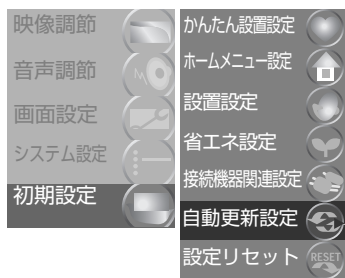 映像調節
音声調節
画面設定
システム設定
初期設定
かんたん設置設定
ホームメニュー設定
設置設定
省エネ設定
接続機器関連設定
自動更新設定
設定リセット
RESET